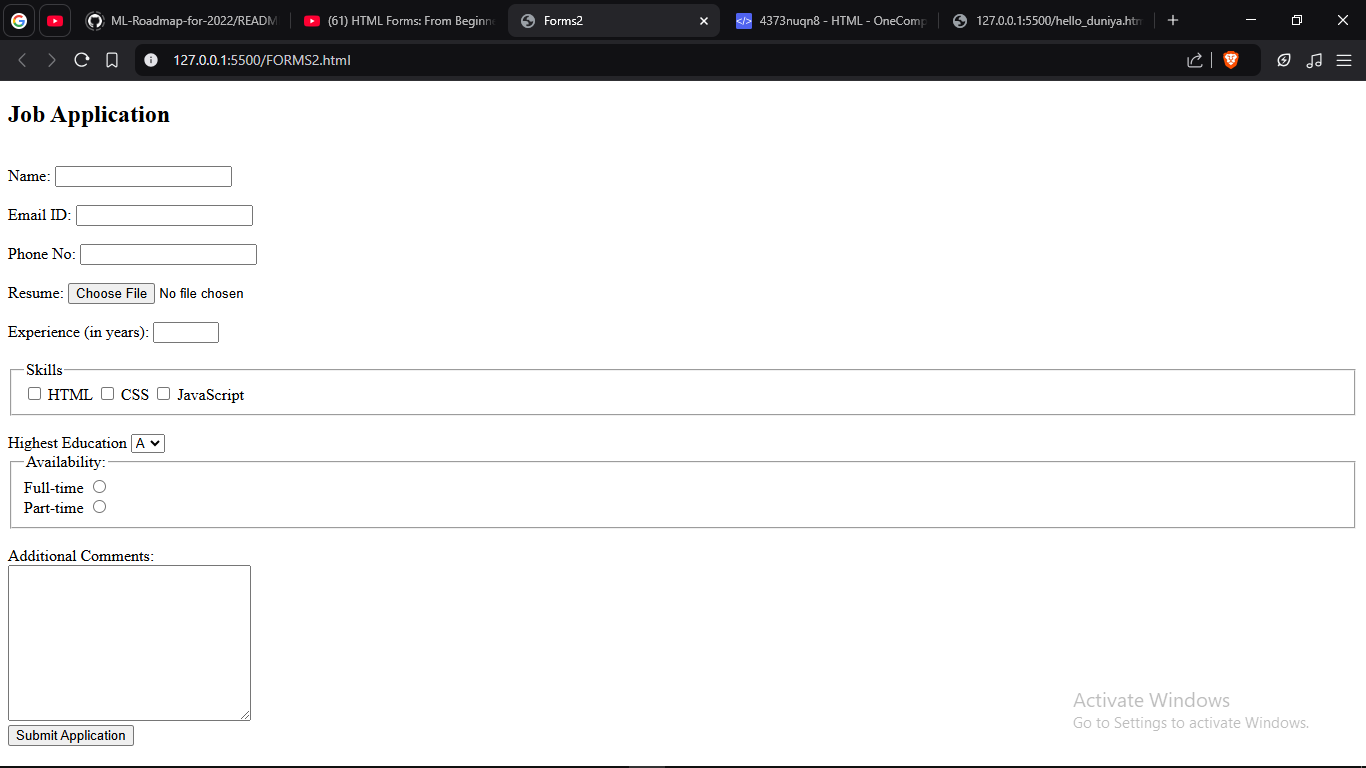 ML-Roadmap-for-2022/READM
(61) HTML Forms: From Beginne
Forms2
4373nuqn8 - HTML - OneComp
127.0.0.1:5500/hello_duniya.htm
127.0.0.1:5500/FORMS2.html
Job Application
Name:
Email ID:
Phone No:
Resume: Choose File No file chosen
Experience (in years):
Skills
HTML CSS JavaScript
Highest Education A
Availability:
Full-time
Part-time
Additional Comments:
Submit Application
Activate Windows
Go to Settings to activate Windows.